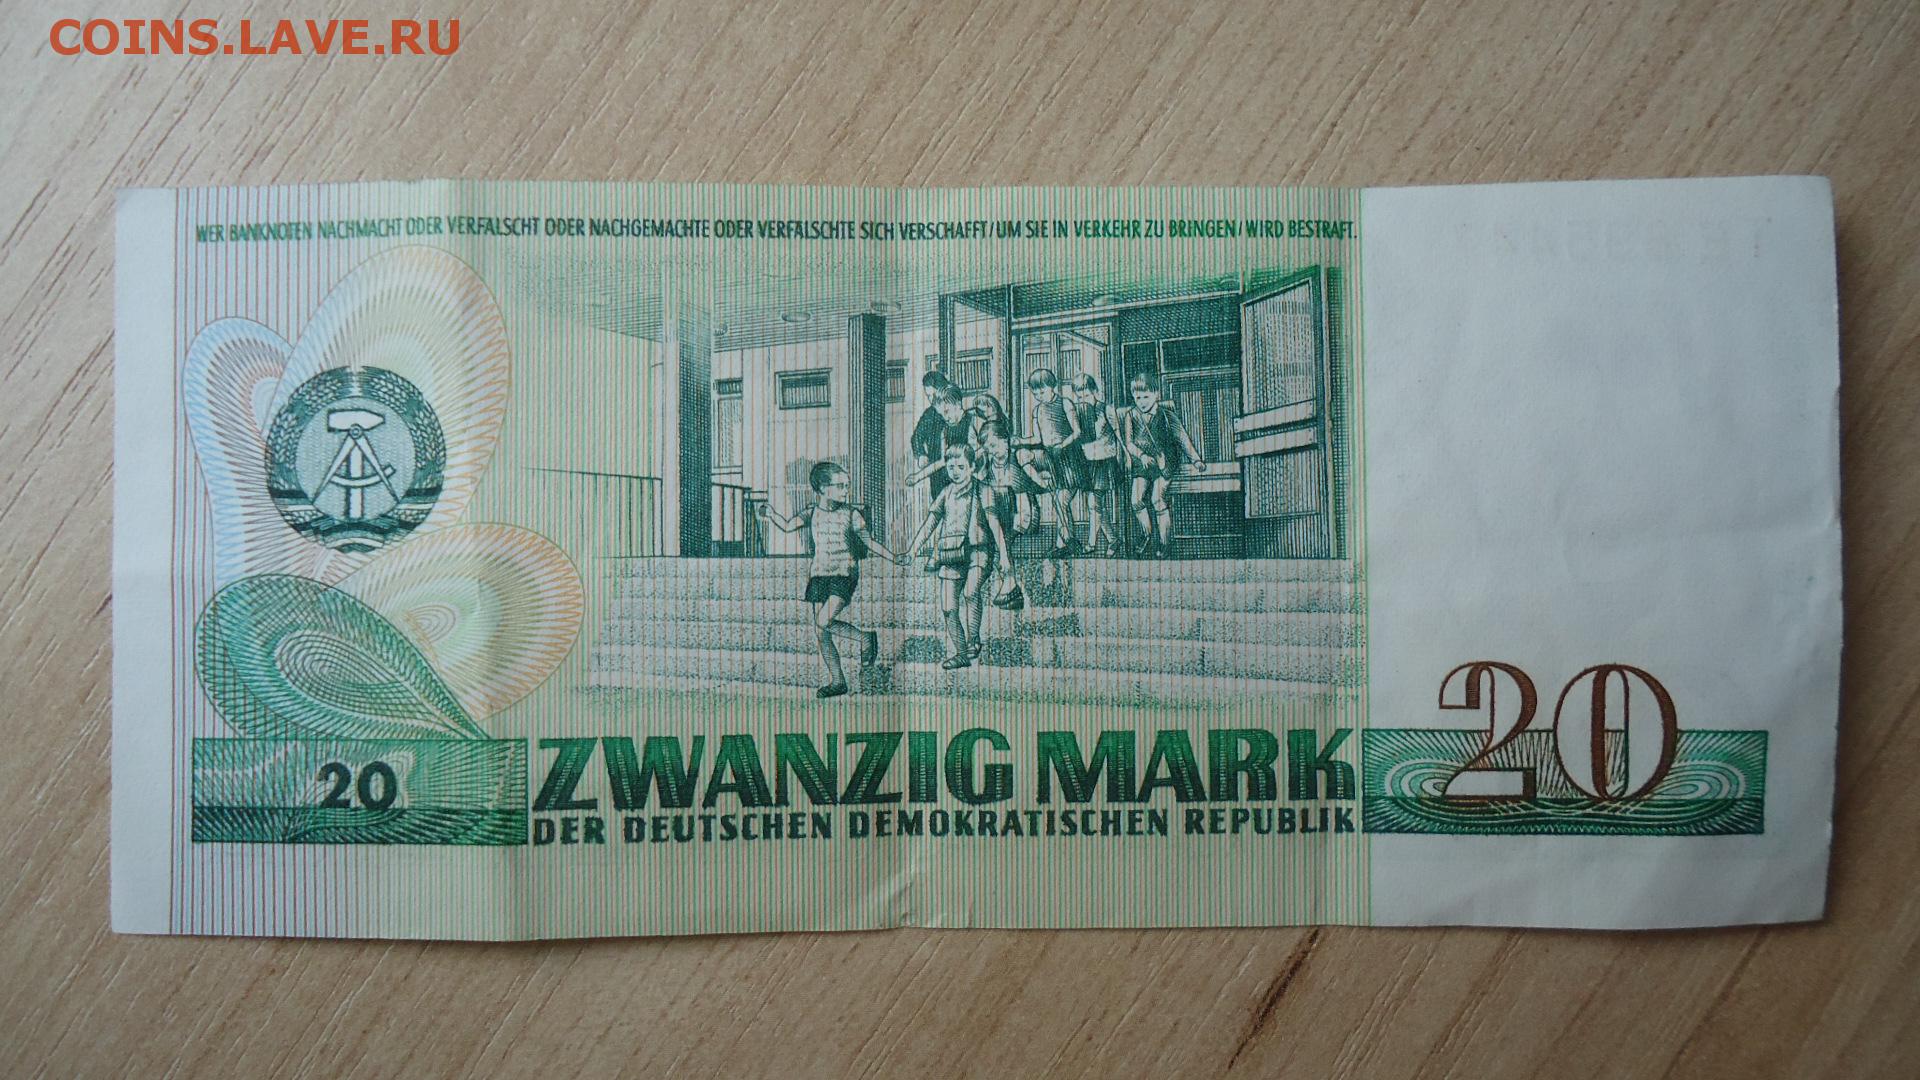 COINS.LAVE.RU
WER BANKNOTEN NACHMACHT ODER VERFÄLSCHT ODER NACHGEMACHTE ODER VERFÄLSCHTE SICH VERSCHAFFT/UM SIE IN VERKEHR ZU BRINGEN/WIRD BESTRAFT.
20
ZWANZIG MARK
DER DEUTSCHEN DEMOKRATISCHEN REPUBLIK
20